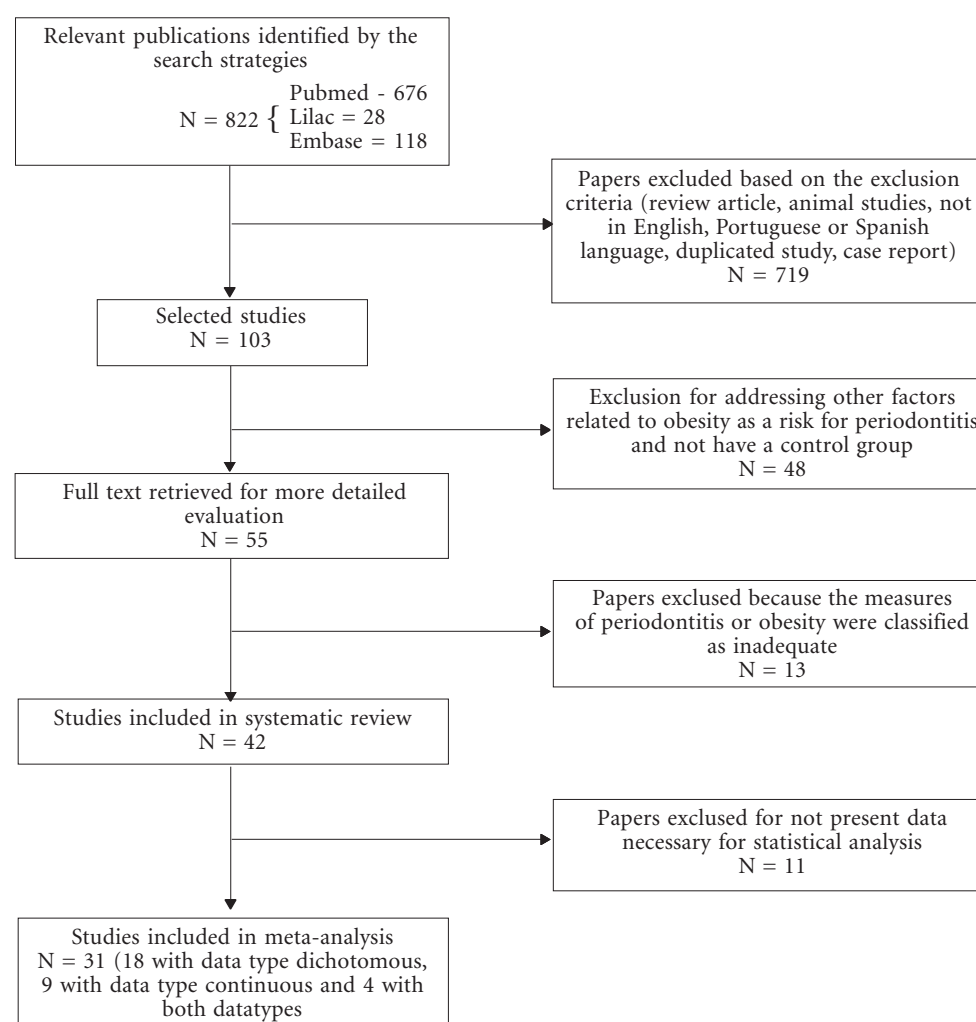 Relevant publications identified by the
search strategies
Pubmed - 676
N = 822 { Lilac = 28
Embase = 118
Papers excluded based on the exclusion
criteria (review article, animal studies, not
in English, Portuguese or Spanish
language, duplicated study, case report)
N = 719
Selected studies
N = 103
Exclusion for addressing other factors
related to obesity as a risk for periodontitis
and not have a control group
N = 48
Full text retrieved for more detailed
evaluation
N = 55
Papers exclused because the measures
of periodontitis or obesity were classified
as inadequate
N = 13
Studies included in systematic review
N = 42
Papers exclused for not present data
necessary for statistical analysis
N = 11
Studies included in meta-analysis
N = 31 (18 with data type dichotomous,
9 with data type continuous and 4 with
both datatypes